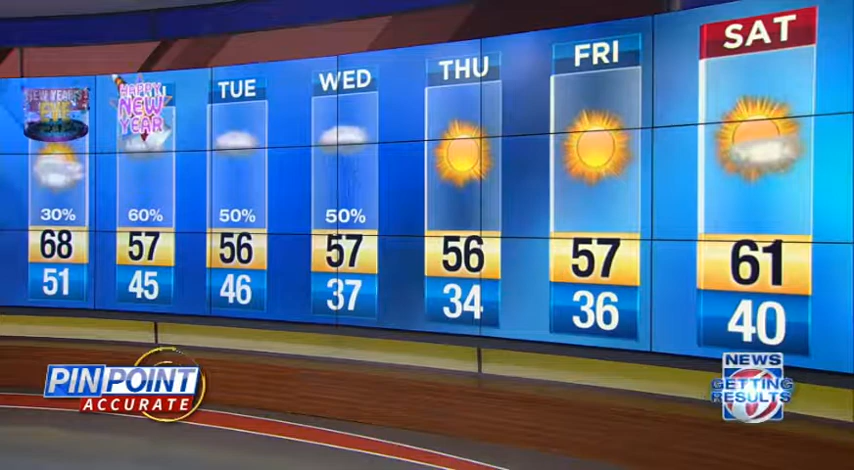 NEW YEAR'S
EVE
30%
68
51
HAPPY
NEW
YEAR
60%
57
45
TUE
50%
56
46
WED
50%
57
37
THU
56
34
FRI
57
36
SAT
61
40
PINPOINT
ACCURATE
NEWS
6
GETTING
RESULTS